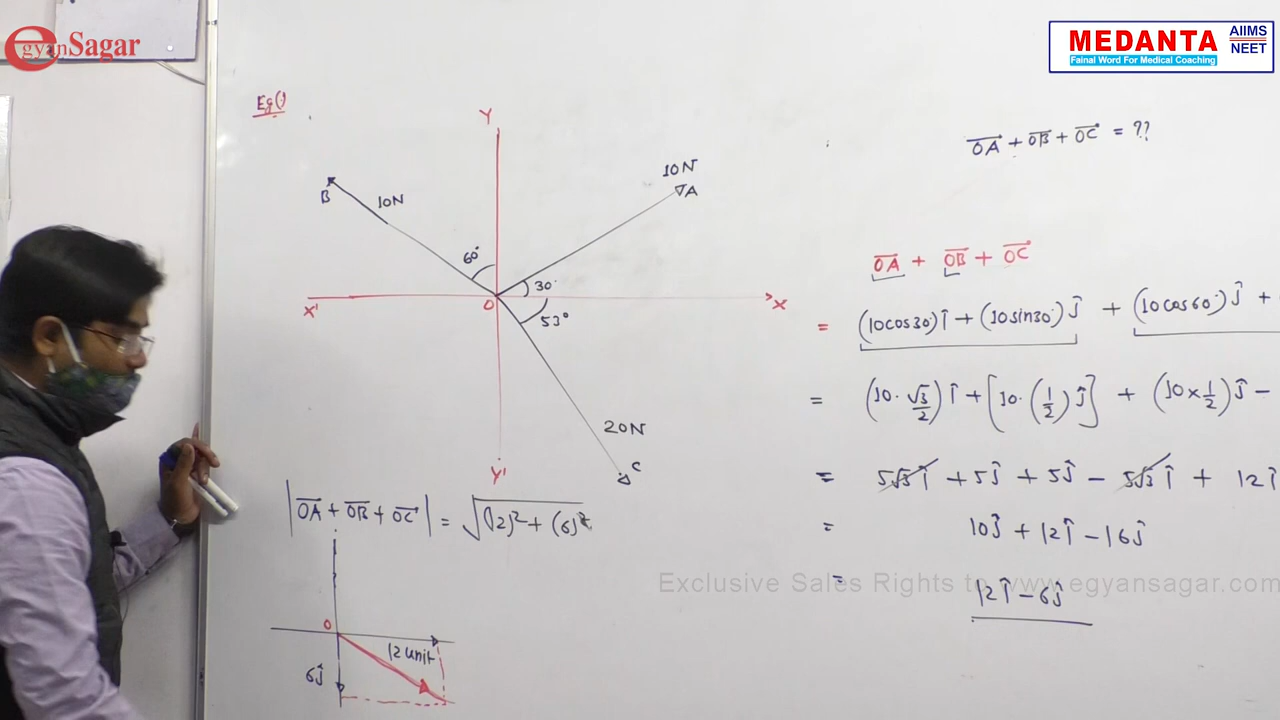 egyanSagar
MEDANTA AIIMS NEET
Fainal Word For Medical Coaching
Eg(1)
Y
OA + OB + OC = ??
10N
A
B
10N
60°
30°
X'
O
X
53°
20N
C
Y'
OA + OB + OC
= (10cos30°)î + (10sin30°)ĵ + (10cos60°)ĵ +
= (10·√3/2)î + [10·(1/2)ĵ] + (10×1/2)ĵ −
= 5√3î + 5ĵ + 5ĵ − 5√3î + 12î
= 10ĵ + 12î − 16ĵ
= 12î − 6ĵ
|OA + OB + OC| = √(12)² + (6)²
O
12 unit
6ĵ
Exclusive Sales Rights to www.egyansagar.com